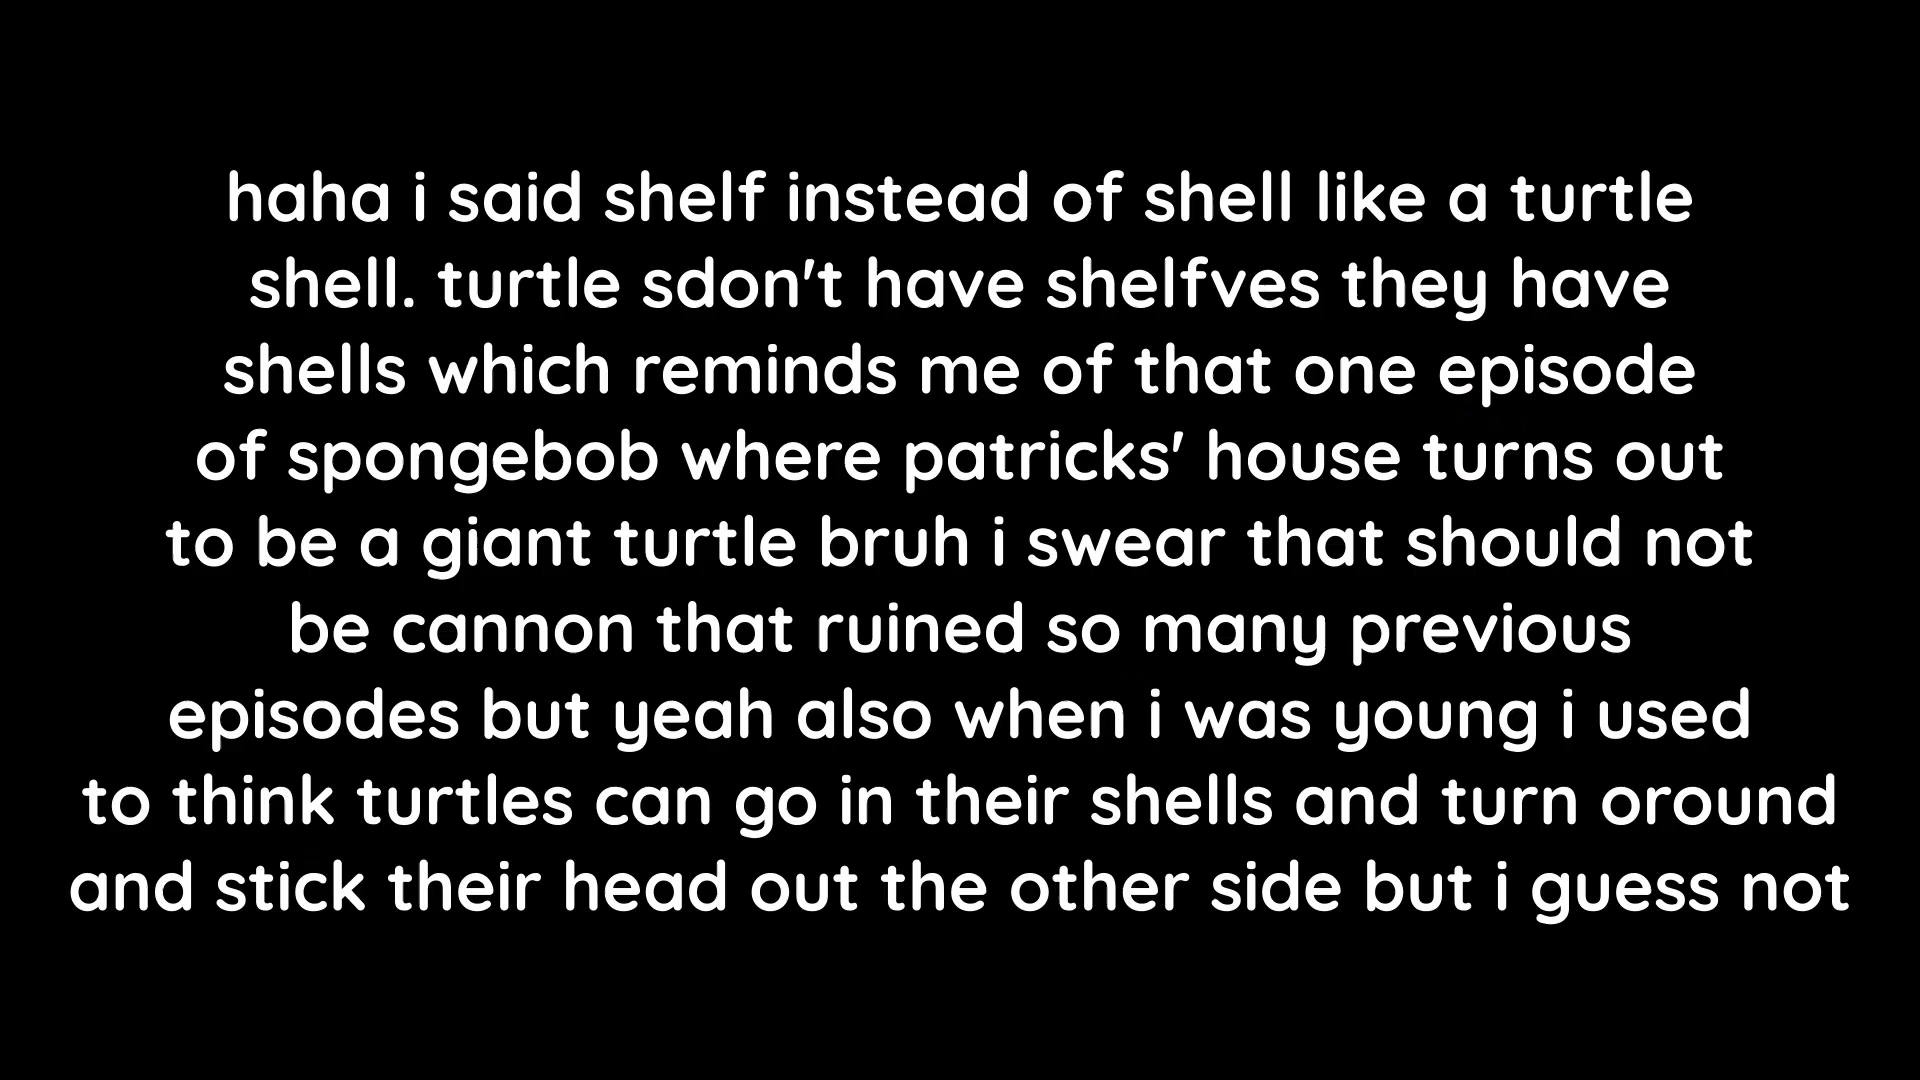 haha i said shelf instead of shell like a turtle
shell. turtle sdon't have shelfves they have
shells which reminds me of that one episode
of spongebob where patricks' house turns out
to be a giant turtle bruh i swear that should not
be cannon that ruined so many previous
episodes but yeah also when i was young i used
to think turtles can go in their shells and turn oround
and stick their head out the other side but i guess not